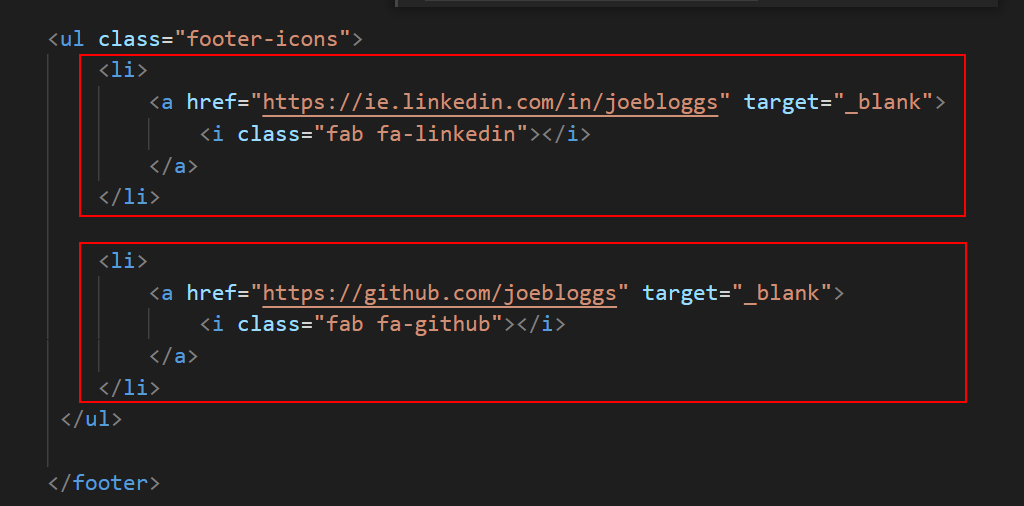 <ul class="footer-icons">
<li>
<a href="https://ie.linkedin.com/in/joebloggs" target="_blank">
<i class="fab fa-linkedin"></i>
</a>
</li>
<li>
<a href="https://github.com/joebloggs" target="_blank">
<i class="fab fa-github"></i>
</a>
</li>
</ul>
</footer>